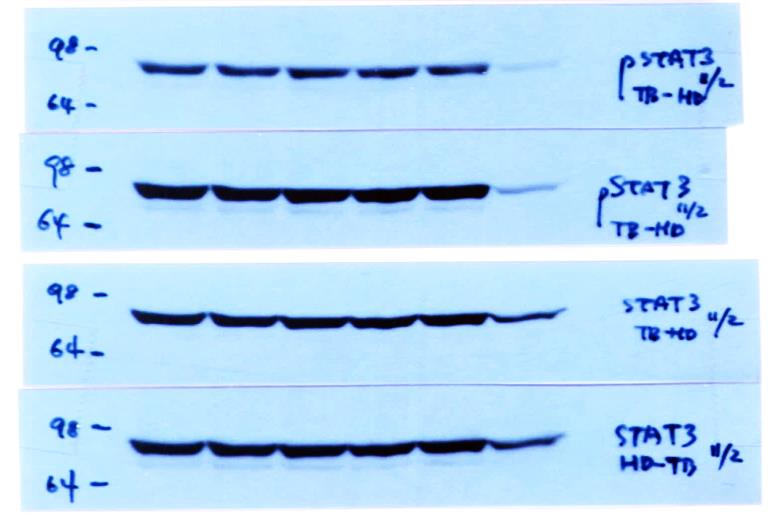 98 -
pSTAT3
11/2
64 -
TB-HD
98 -
pSTAT3
11/2
64 -
TB-HD
98 -
STAT3
11/2
TB-HD
64 -
98 -
STAT3
11/2
HD-TB
64 -